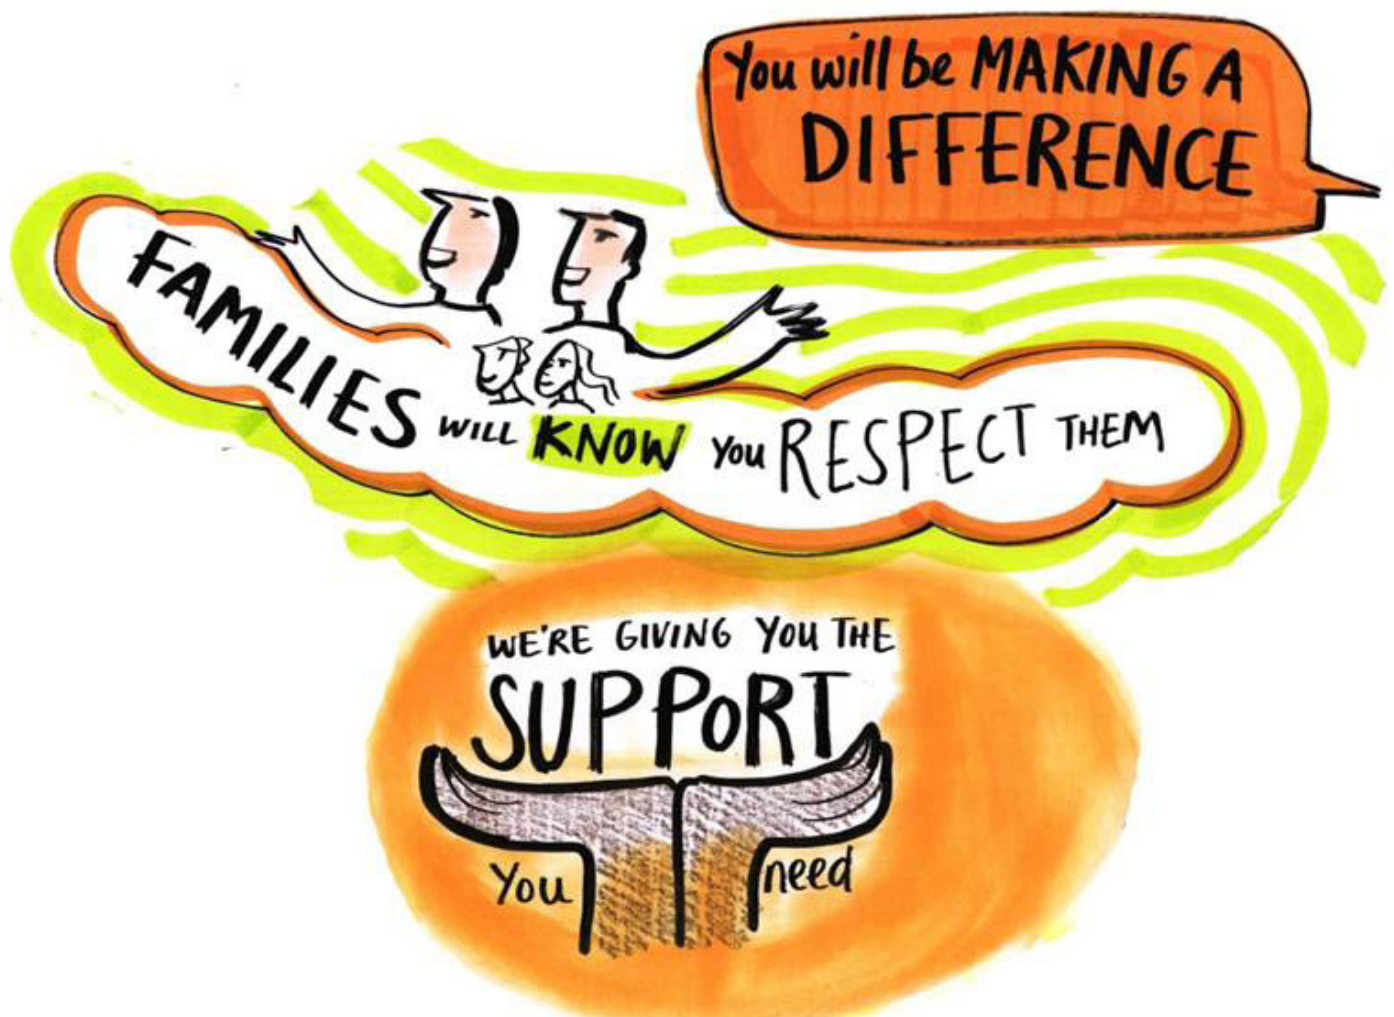 You will be MAKING A
DIFFERENCE
FAMILIES WILL KNOW You RESPECT THEM
WE'RE GIVING YOU THE
SUPPORT
You need